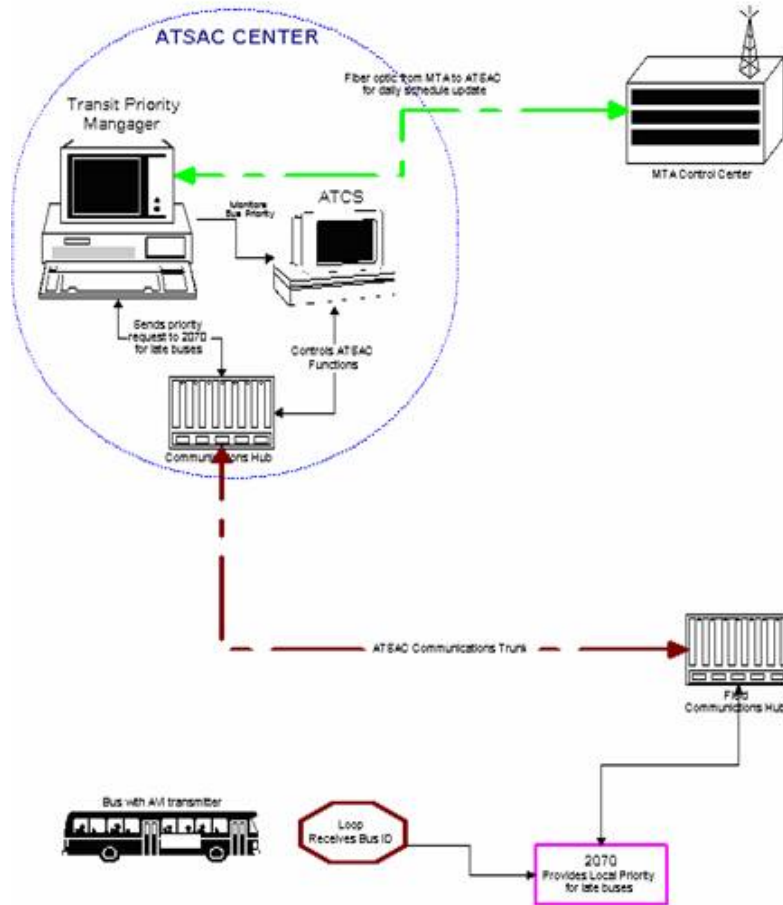 ATSAC CENTER
Fiber optic from MTA to ATSAC
for daily schedule update
Transit Priority
Mangager
MTA Control Center
ATCS
Monitors
Bus Priority
Sends priority
request to 2070
for late buses
Controls ATSAC
Functions
Communications Hub
ATSAC Communications Trunk
Field
Communications Hub
Bus with AVI transmitter
Loop
Receives Bus ID
2070
Provides Local Priority
for late buses